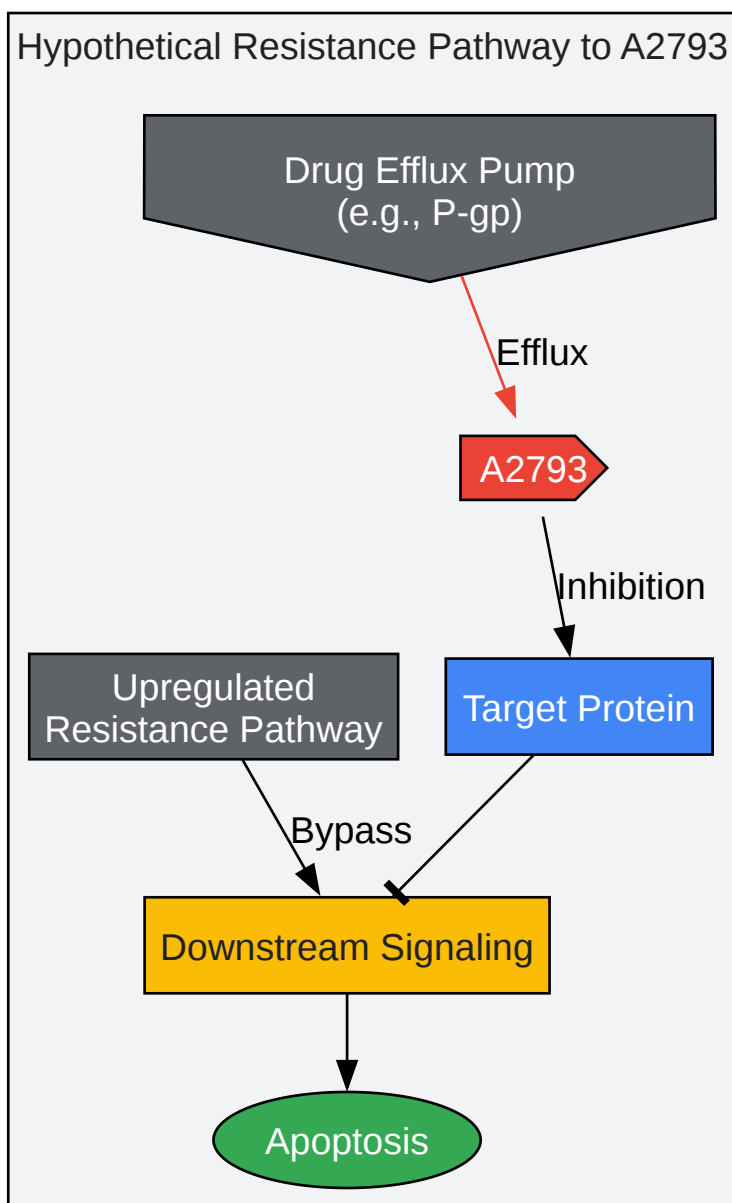 Hypothetical Resistance Pathway to A2793
Drug Efflux Pump
(e.g., P-gp)
Efflux
A2793
Inhibition
Upregulated
Resistance Pathway
Target Protein
Bypass
Downstream Signaling
Apoptosis